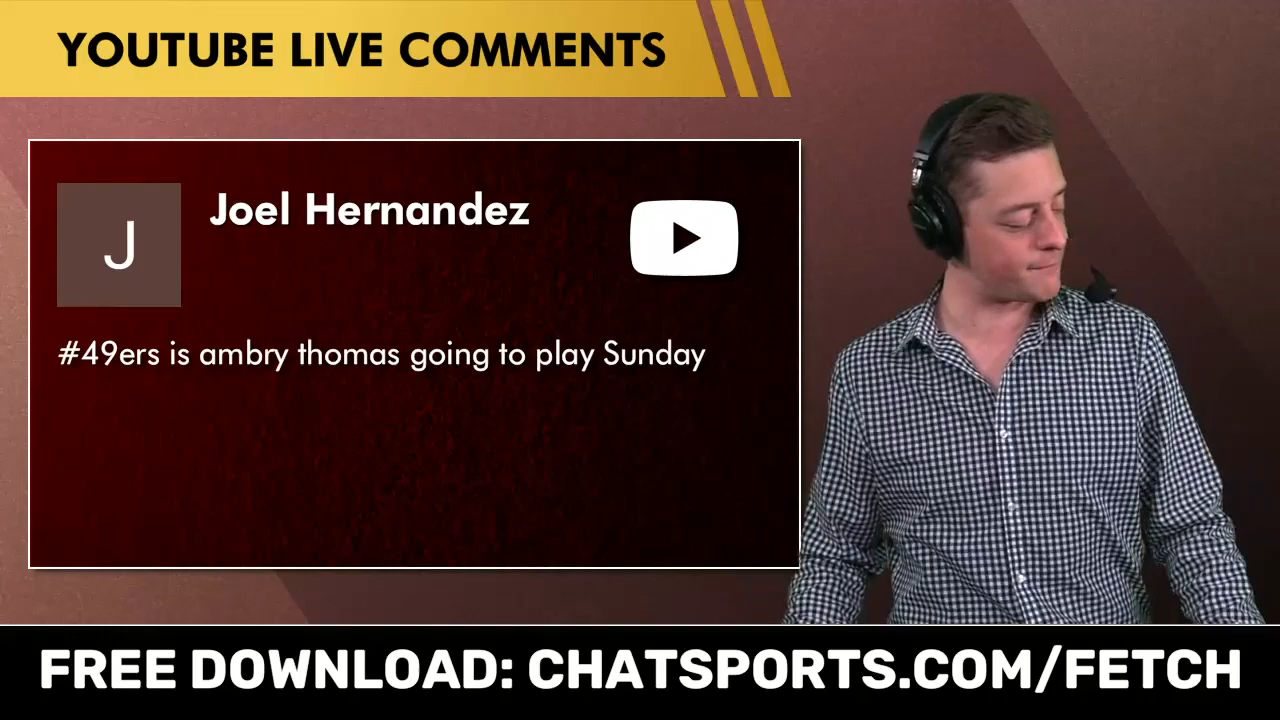 YOUTUBE LIVE COMMENTS
J
Joel Hernandez
#49ers is ambry thomas going to play Sunday
FREE DOWNLOAD: CHATSPORTS.COM/FETCH